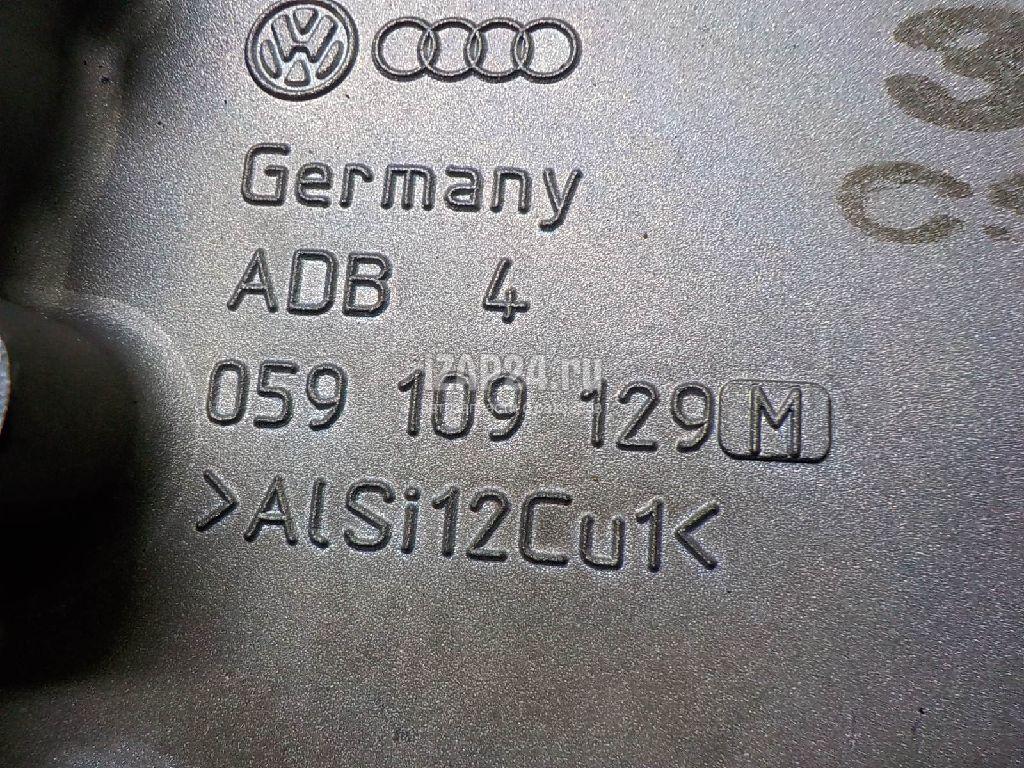 Germany
ADB 4
059 109 129 M
>AlSi12Cu1<